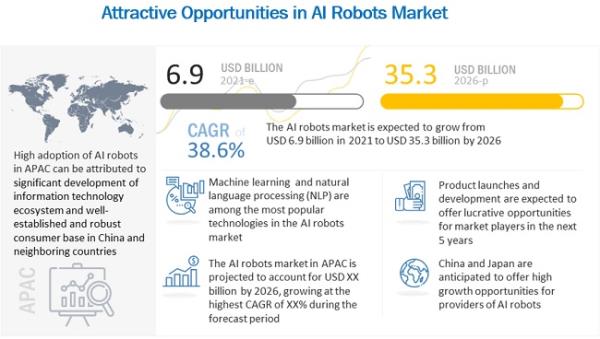 Attractive Opportunities in AI Robots Market
High adoption of AI robots
in APAC can be attributed to
significant development of
information technology
ecosystem and well-
established and robust
consumer base in China and
neighboring countries
APAC
6.9
USD BILLION
2021-e
35.3
USD BILLION
2026-p
CAGR of
38.6%
The AI robots market is expected to grow from
USD 6.9 billion in 2021 to USD 35.3 billion by 2026
Machine learning and natural
language processing (NLP) are
among the most popular
technologies in the AI robots
market
Product launches and
development are expected to
offer lucrative opportunities
for market players in the next
5 years
The AI robots market in APAC is
projected to account for USD XX
billion by 2026, growing at the
highest CAGR of XX% during the
forecast period
China and Japan are
anticipated to offer high
growth opportunities for
providers of AI robots